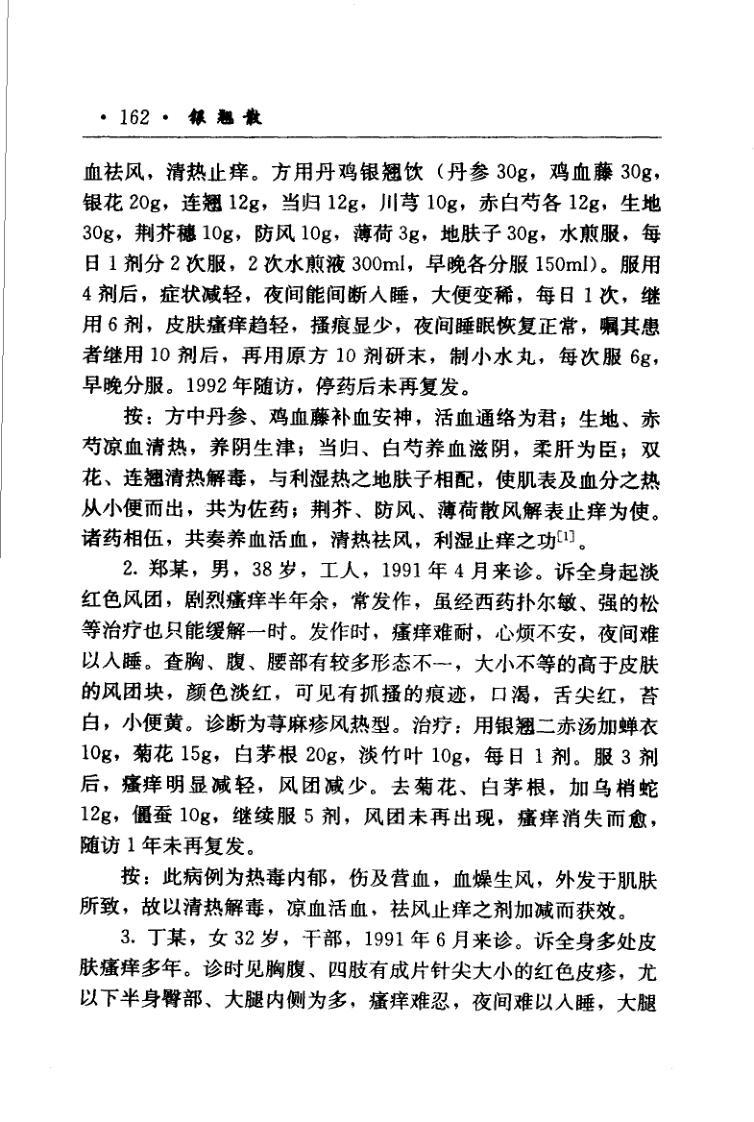 ·162· 银翘散
血祛风，清热止痒。方用丹鸡银翘饮（丹参 30g，鸡血藤 30g，
银花 20g，连翘 12g，当归 12g，川芎 10g，赤白芍各 12g，生地
30g，荆芥穗 10g，防风 10g，薄荷 3g，地肤子 30g，水煎服，每
日 1 剂分 2 次服，2 次水煎液 300ml，早晚各分服 150ml）。服用
4 剂后，症状减轻，夜间能间断入睡，大便变稀，每日 1 次，继
用 6 剂，皮肤瘙痒趋轻，搔痕显少，夜间睡眠恢复正常，嘱其患
者继用 10 剂后，再用原方 10 剂研末，制小水丸，每次服 6g，
早晚分服。1992 年随访，停药后未再复发。
按：方中丹参、鸡血藤补血安神，活血通络为君；生地、赤
芍凉血清热，养阴生津；当归、白芍养血滋阴，柔肝为臣；双
花、连翘清热解毒，与利湿热之地肤子相配，使肌表及血分之热
从小便而出，共为佐药；荆芥、防风、薄荷散风解表止痒为使。
诸药相伍，共奏养血活血，清热祛风，利湿止痒之功[1]。
2. 郑某，男，38 岁，工人，1991 年 4 月来诊。诉全身起淡
红色风团，剧烈瘙痒半年余，常发作，虽经西药扑尔敏、强的松
等治疗也只能缓解一时。发作时，瘙痒难耐，心烦不安，夜间难
以入睡。查胸、腹、腰部有较多形态不一，大小不等的高于皮肤
的风团块，颜色淡红，可见有抓搔的痕迹，口渴，舌尖红，苔
白，小便黄。诊断为荨麻疹风热型。治疗：用银翘二赤汤加蝉衣
10g，菊花 15g，白茅根 20g，淡竹叶 10g，每日 1 剂。服 3 剂
后，瘙痒明显减轻，风团减少。去菊花、白茅根，加乌梢蛇
12g，僵蚕 10g，继续服 5 剂，风团未再出现，瘙痒消失而愈，
随访 1 年未再复发。
按：此病例为热毒内郁，伤及营血，血燥生风，外发于肌肤
所致，故以清热解毒，凉血活血，祛风止痒之剂加减而获效。
3. 丁某，女 32 岁，干部，1991 年 6 月来诊。诉全身多处皮
肤瘙痒多年。诊时见胸腹、四肢有成片针尖大小的红色皮疹，尤
以下半身臀部、大腿内侧为多，瘙痒难忍，夜间难以入睡，大腿